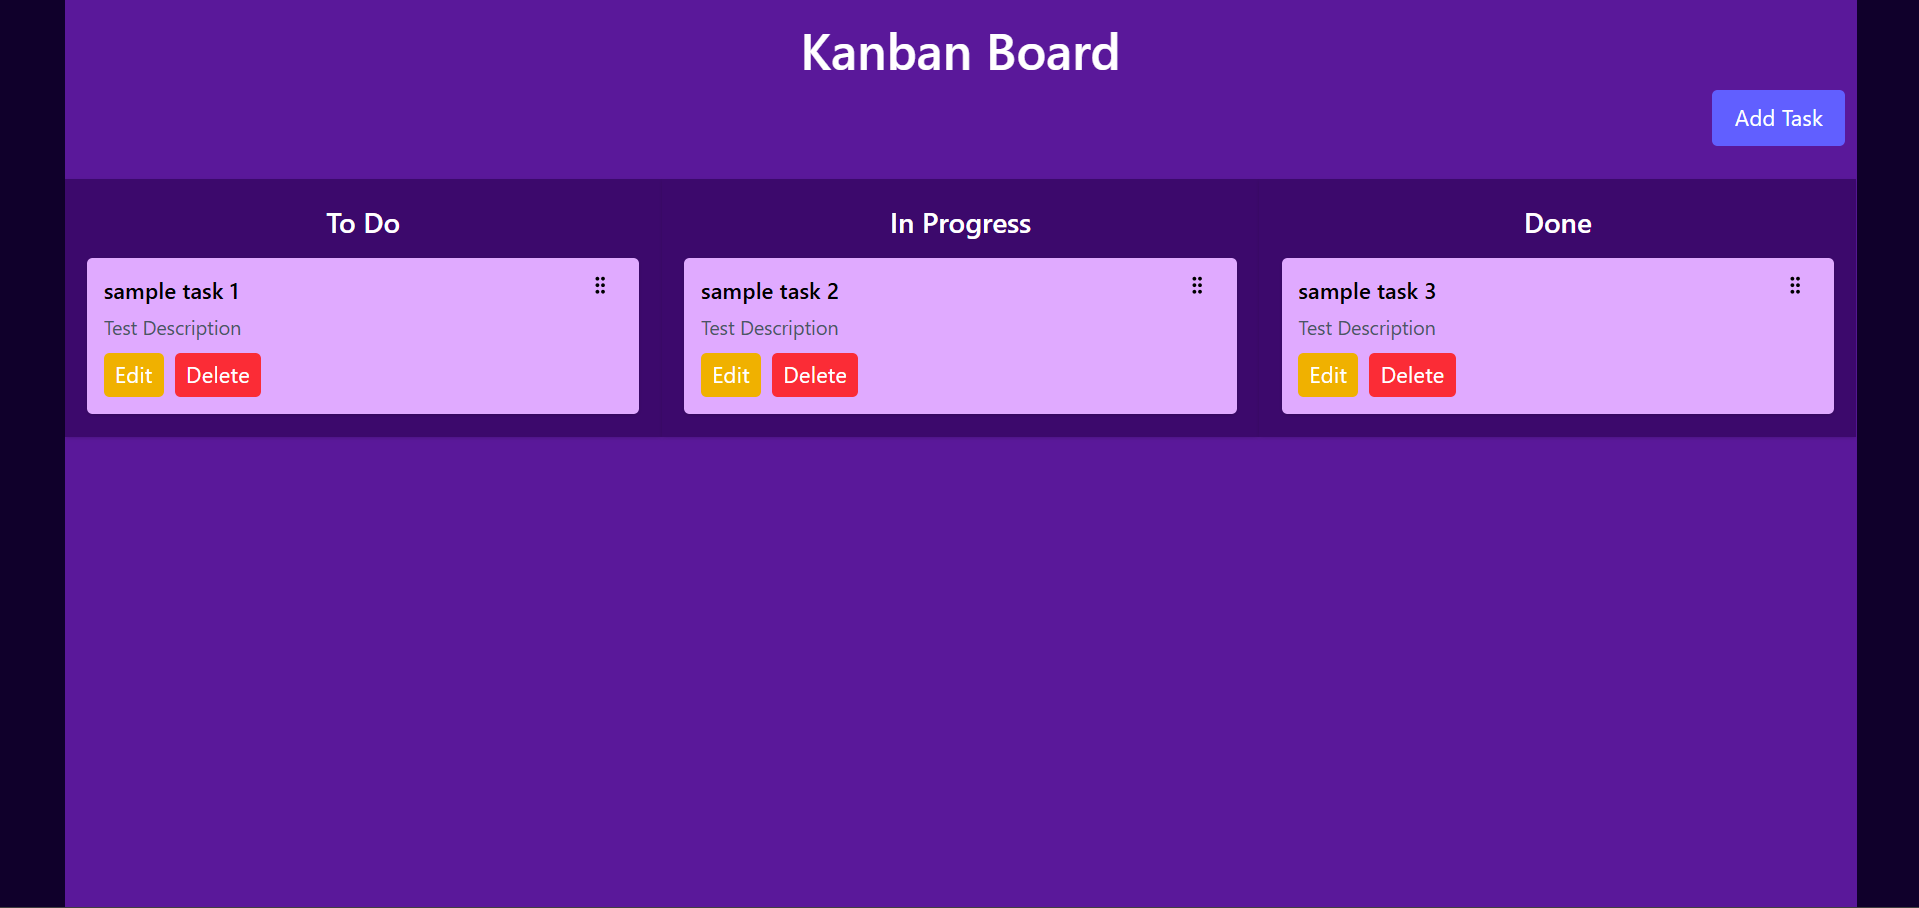 Kanban Board
Add Task
To Do
sample task 1
Test Description
Edit Delete
In Progress
sample task 2
Test Description
Edit Delete
Done
sample task 3
Test Description
Edit Delete